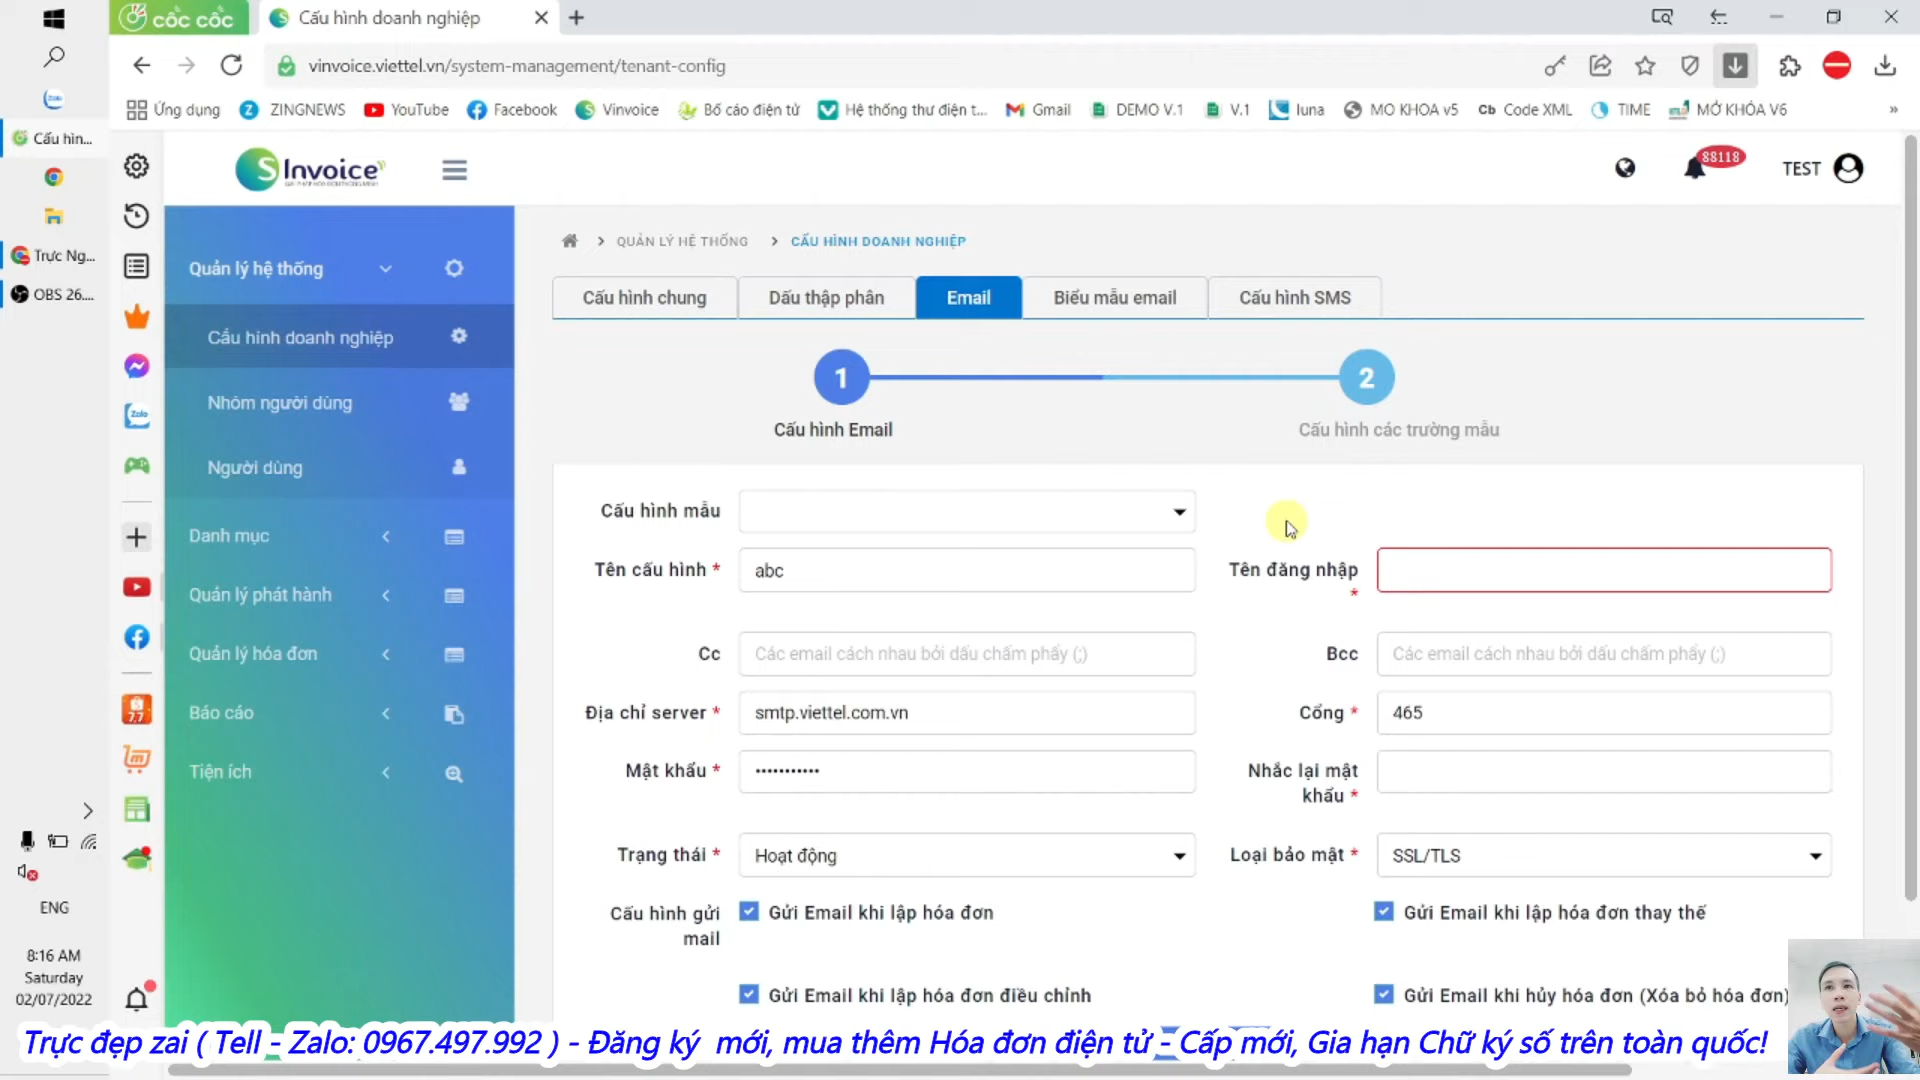 cốc cốc
Cấu hình doanh nghiệp
vinvoice.viettel.vn/system-management/tenant-config
Ứng dụng
ZINGNEWS
YouTube
Facebook
Vinvoice
Bố cáo điện tử
Hệ thống thư điện t...
Gmail
DEMO V.1
V.1
luna
MO KHOA v5
Cb Code XML
TIME
MỞ KHÓA V6
»
Cấu hìn...
Trực Ng...
OBS 26....
S Invoice
88118
TEST
Quản lý hệ thống
Cấu hình doanh nghiệp
Nhóm người dùng
Người dùng
Danh mục
Quản lý phát hành
Quản lý hóa đơn
Báo cáo
Tiện ích
QUẢN LÝ HỆ THỐNG
CẤU HÌNH DOANH NGHIỆP
Cấu hình chung
Dấu thập phân
Email
Biểu mẫu email
Cấu hình SMS
1
2
Cấu hình Email
Cấu hình các trường mẫu
Cấu hình mẫu
Tên cấu hình *
abc
Tên đăng nhập
*
Cc
Các email cách nhau bởi dấu chấm phẩy (;)
Bcc
Các email cách nhau bởi dấu chấm phẩy (;)
Địa chỉ server *
smtp.viettel.com.vn
Cổng *
465
Mật khẩu *
•••••••••••
Nhắc lại mật
khẩu *
Trạng thái *
Hoạt động
Loại bảo mật *
SSL/TLS
Cấu hình gửi
mail
Gửi Email khi lập hóa đơn
Gửi Email khi lập hóa đơn thay thế
Gửi Email khi lập hóa đơn điều chỉnh
Gửi Email khi hủy hóa đơn (Xóa bỏ hóa đơn)
Zalo
7.7
ENG
8:16 AM
Saturday
02/07/2022
Trực đẹp zai ( Tell - Zalo: 0967.497.992 ) - Đăng ký mới, mua thêm Hóa đơn điện tử - Cấp mới, Gia hạn Chữ ký số trên toàn quốc!